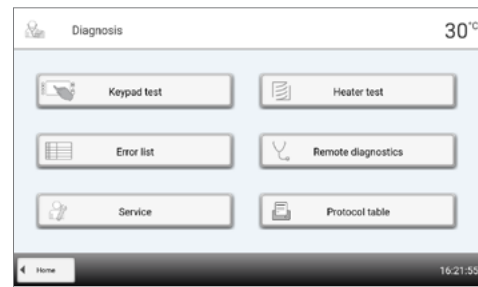 Diagnosis
30°C
Keypad test
Heater test
Error list
Remote diagnostics
Service
Protocol table
Home
16:21:55